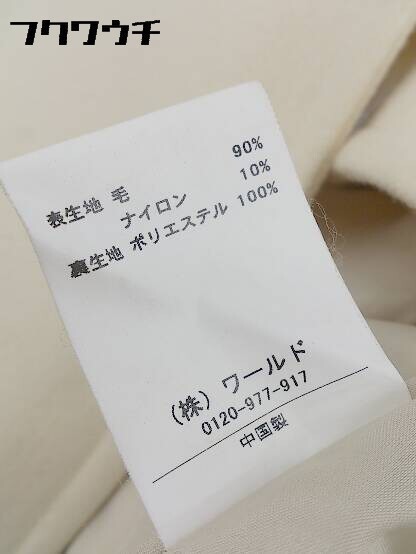 フクワウチ
表生地 毛 90%
ナイロン 10%
裏生地 ポリエステル 100%
(株) ワールド
0120-977-917
中国製